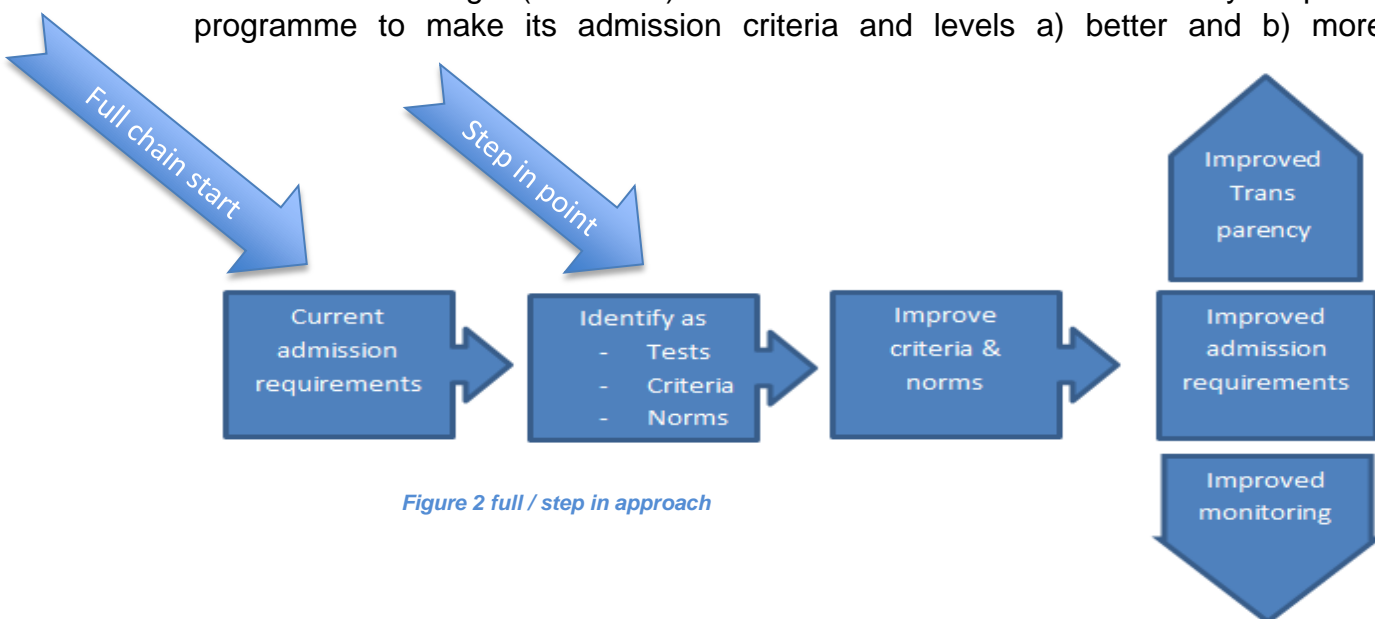 programme to make its admission criteria and levels a) better and b) more
Full chain start
Step in point
Current
admission
requirements
Identify as
- Tests
- Criteria
- Norms
Improve
criteria &
norms
Improved
Trans
parency
Improved
admission
requirements
Improved
monitoring
Figure 2 full / step in approach